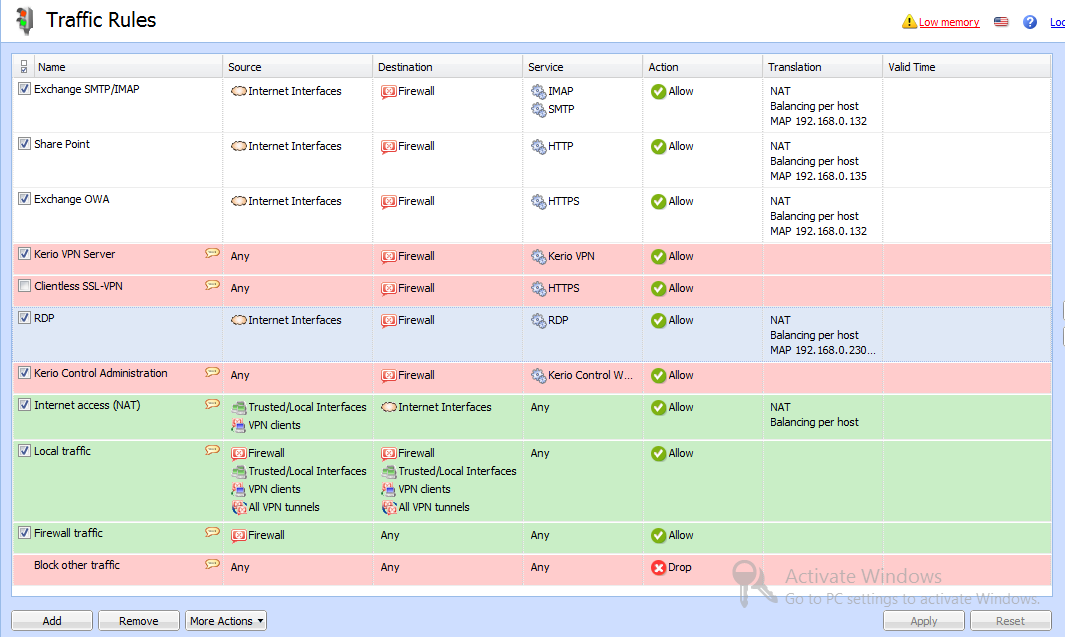 Traffic Rules
Low memory
Name Source Destination Service Action Translation Valid Time
Exchange SMTP/IMAP Internet Interfaces Firewall IMAP Allow NAT
SMTP Balancing per host
MAP 192.168.0.132
Share Point Internet Interfaces Firewall HTTP Allow NAT
Balancing per host
MAP 192.168.0.135
Exchange OWA Internet Interfaces Firewall HTTPS Allow NAT
Balancing per host
MAP 192.168.0.132
Kerio VPN Server Any Firewall Kerio VPN Allow
Clientless SSL-VPN Any Firewall HTTPS Allow
RDP Internet Interfaces Firewall RDP Allow NAT
Balancing per host
MAP 192.168.0.230...
Kerio Control Administration Any Firewall Kerio Control W... Allow
Internet access (NAT) Trusted/Local Interfaces Internet Interfaces Any Allow NAT
VPN clients Balancing per host
Local traffic Firewall Firewall Any Allow
Trusted/Local Interfaces Trusted/Local Interfaces
VPN clients VPN clients
All VPN tunnels All VPN tunnels
Firewall traffic Firewall Any Any Allow
Block other traffic Any Any Any Drop
Activate Windows
Go to PC settings to activate Windows.
Add Remove More Actions Apply Reset